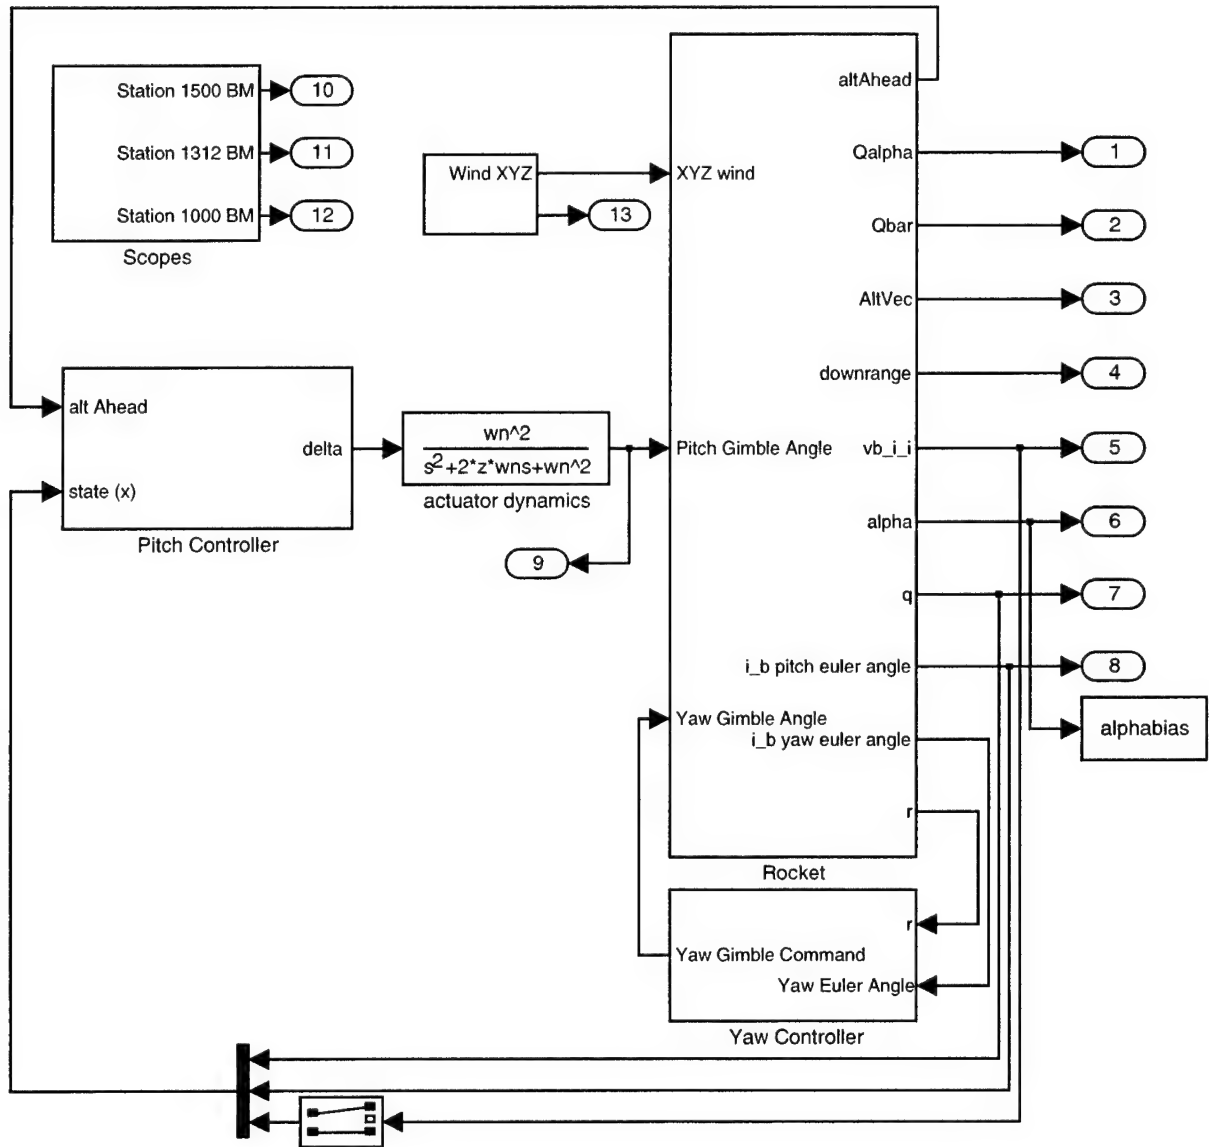 altAhead
Station 1500 BM
10
Station 1312 BM
11
Qalpha
1
Wind XYZ
XYZ wind
Station 1000 BM
12
13
Qbar
2
Scopes
AltVec
3
downrange
4
alt Ahead
delta
wn^2
s^2+2*z*wns+wn^2
actuator dynamics
Pitch Gimble Angle
vb_i_i
5
state (x)
Pitch Controller
alpha
6
9
q
7
i_b pitch euler angle
8
Yaw Gimble Angle
i_b yaw euler angle
alphabias
r
Rocket
r
Yaw Gimble Command
Yaw Euler Angle
Yaw Controller